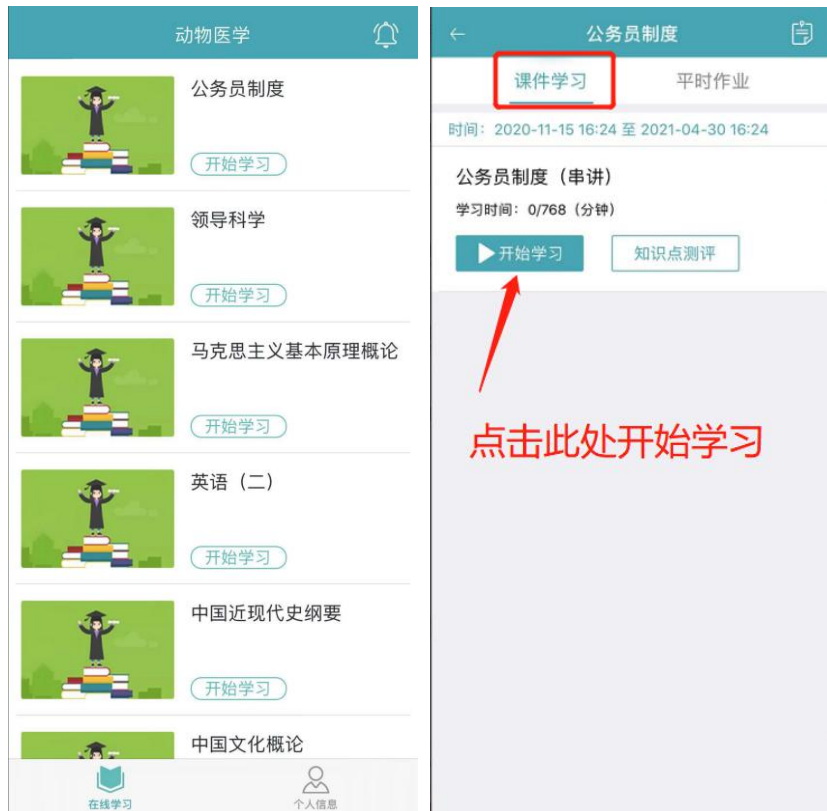 动物医学
公务员制度
开始学习
领导科学
开始学习
马克思主义基本原理概论
开始学习
英语（二）
开始学习
中国近现代史纲要
开始学习
中国文化概论
在线学习
个人信息
公务员制度
课件学习
平时作业
时间：2020-11-15 16:24 至 2021-04-30 16:24
公务员制度（串讲）
学习时间：0/768（分钟）
开始学习
知识点测评
点击此处开始学习